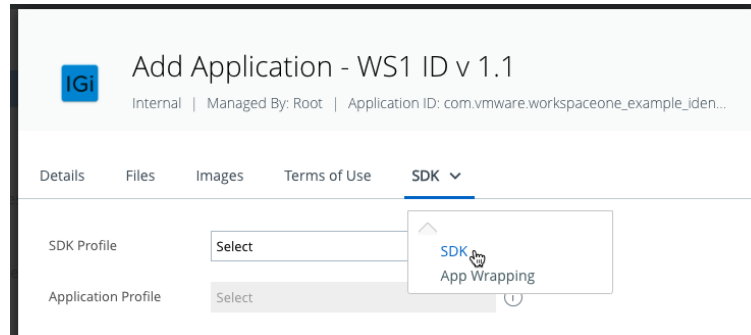 IGi
Add Application - WS1 ID v 1.1
Internal | Managed By: Root | Application ID: com.vmware.workspaceone_example_iden...
Details Files Images Terms of Use SDK
SDK Profile Select
SDK
App Wrapping
Application Profile Select